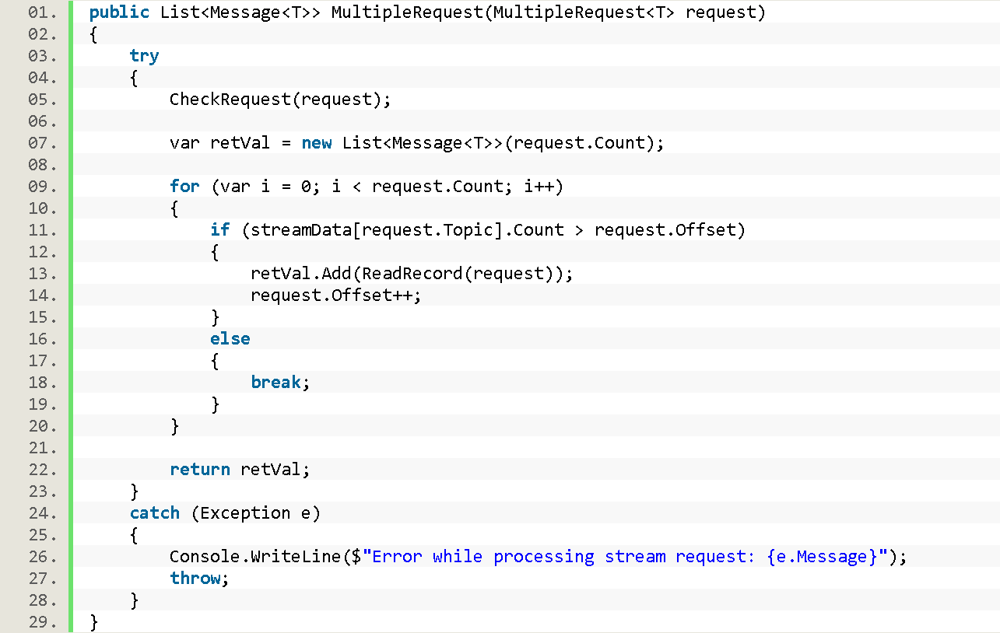 01. public List<Message<T>> MultipleRequest(MultipleRequest<T> request)
02. {
03.     try
04.     {
05.         CheckRequest(request);
06.
07.         var retVal = new List<Message<T>>(request.Count);
08.
09.         for (var i = 0; i < request.Count; i++)
10.         {
11.             if (streamData[request.Topic].Count > request.Offset)
12.             {
13.                 retVal.Add(ReadRecord(request));
14.                 request.Offset++;
15.             }
16.             else
17.             {
18.                 break;
19.             }
20.         }
21.
22.         return retVal;
23.     }
24.     catch (Exception e)
25.     {
26.         Console.WriteLine($"Error while processing stream request: {e.Message}");
27.         throw;
28.     }
29. }